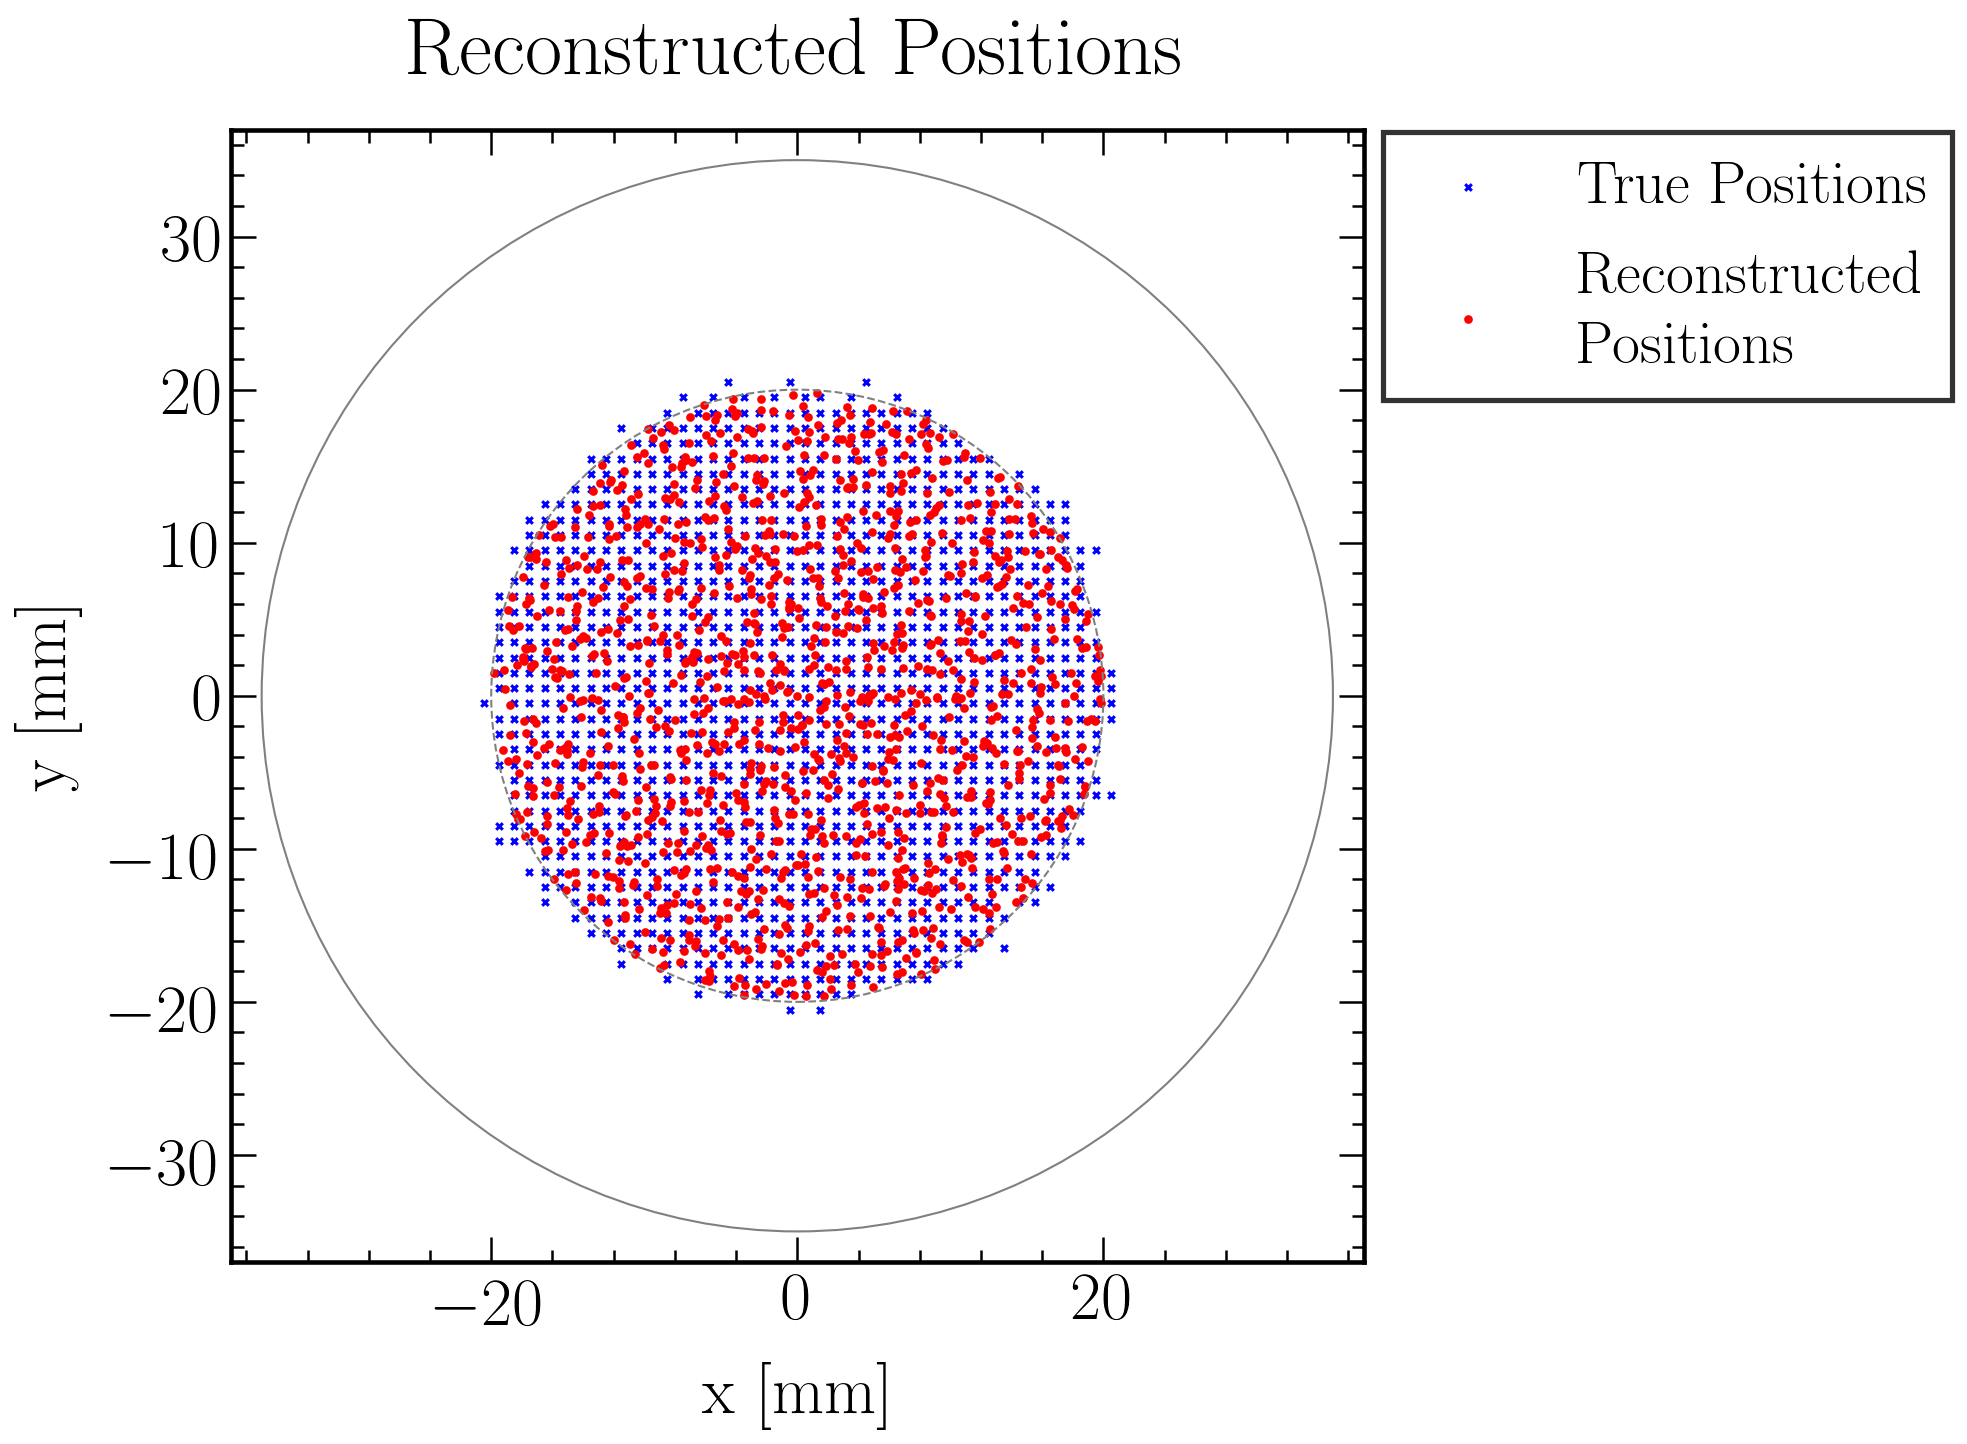 Reconstructed Positions
True Positions
Reconstructed
Positions
30
20
10
0
−10
−20
−30
y [mm]
−20 0 20
x [mm]